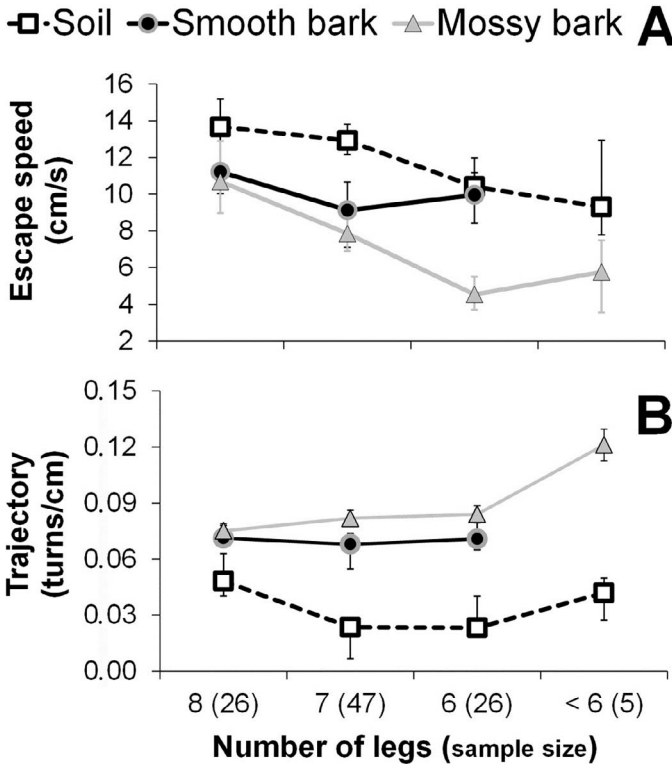 Soil Smooth bark Mossy bark A
16
14
12
10
8
6
4
2
Escape speed
(cm/s)
B
0.15
0.12
0.09
0.06
0.03
0.00
Trajectory
(turns/cm)
8 (26) 7 (47) 6 (26) < 6 (5)
Number of legs (sample size)